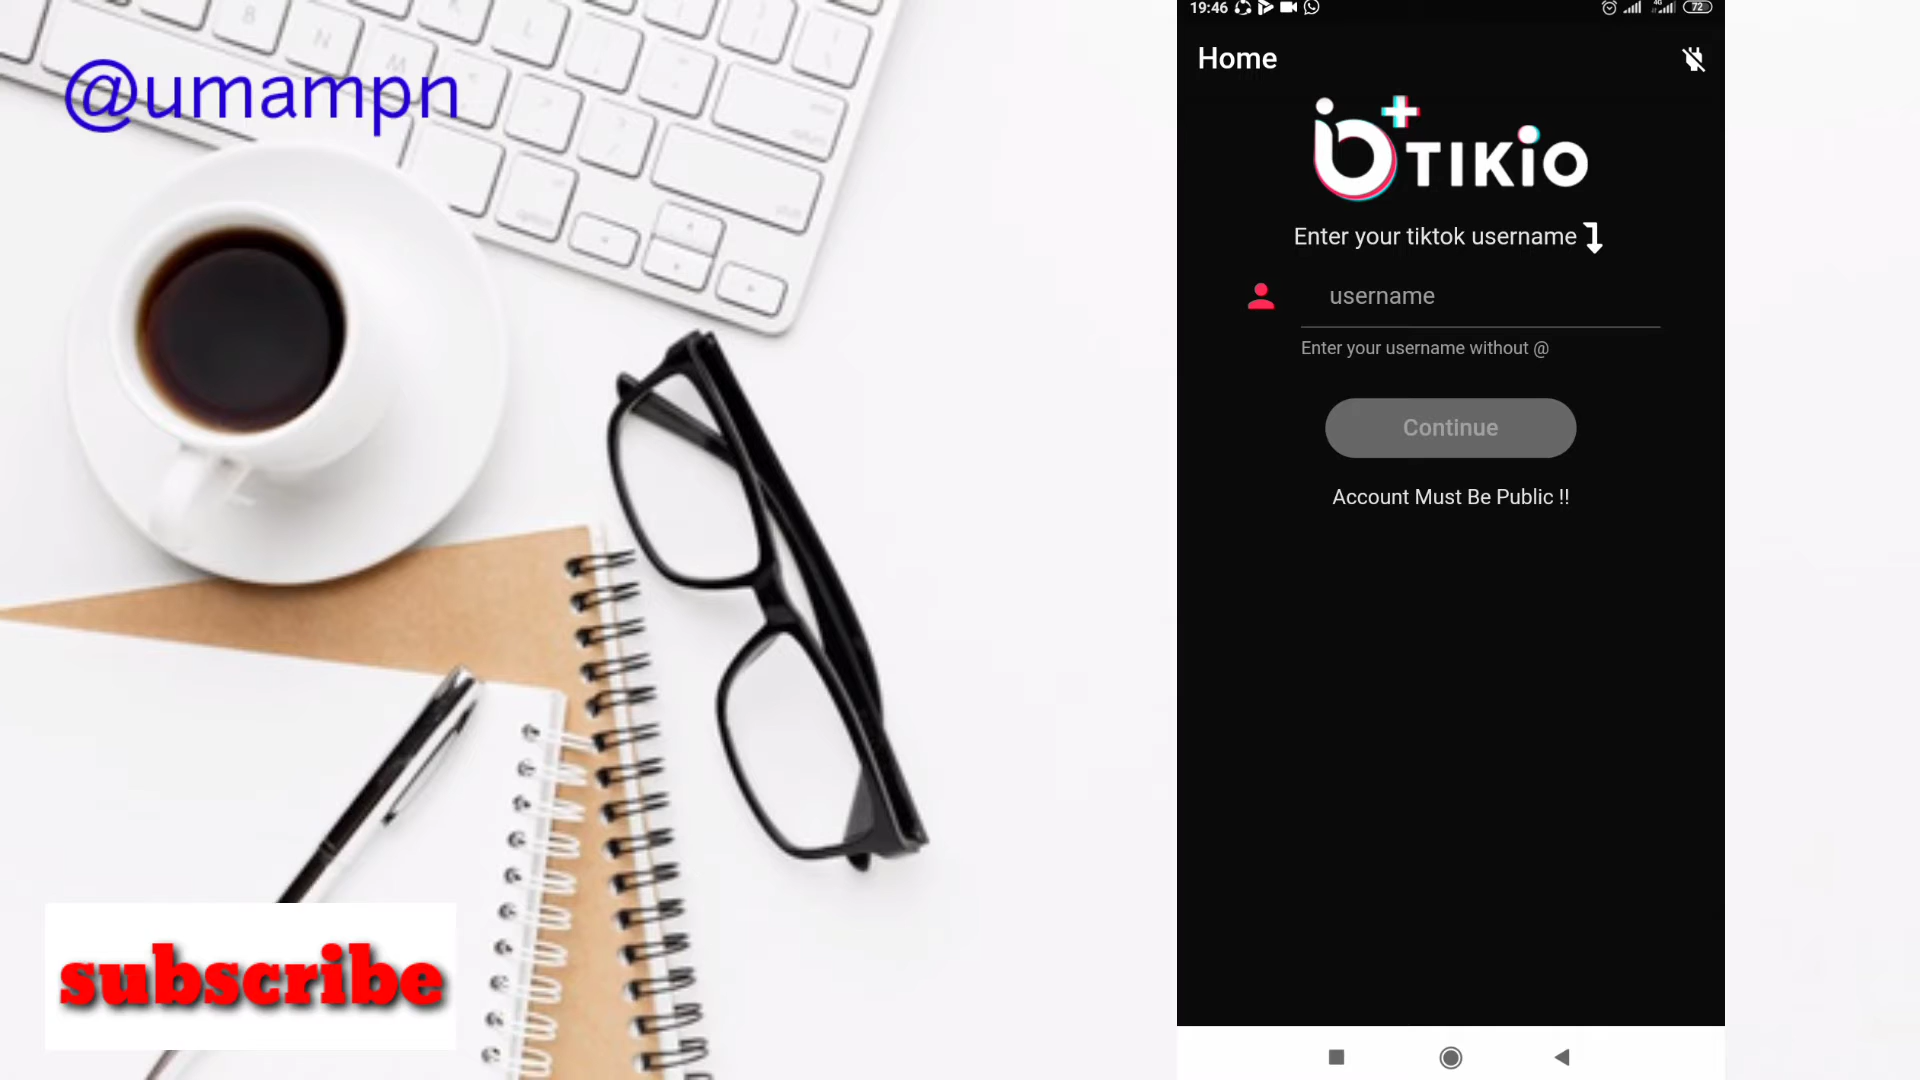 @umampn
subscribe
19:46
72
Home
TIKIO
Enter your tiktok username
username
Enter your username without @
Continue
Account Must Be Public !!